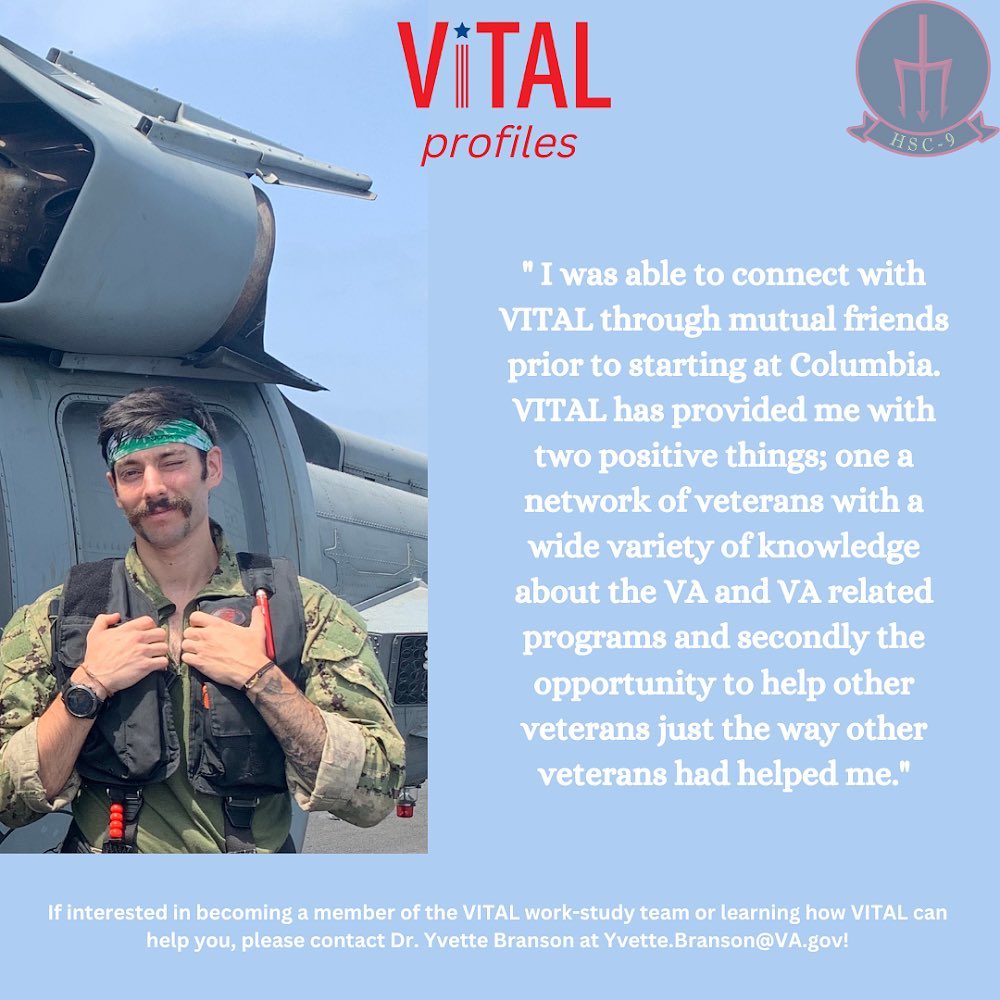 ViTAL
profiles
HSC-9
" I was able to connect with
VITAL through mutual friends
prior to starting at Columbia.
VITAL has provided me with
two positive things; one a
network of veterans with a
wide variety of knowledge
about the VA and VA related
programs and secondly the
opportunity to help other
veterans just the way other
veterans had helped me."
If interested in becoming a member of the VITAL work-study team or learning how VITAL can
help you, please contact Dr. Yvette Branson at Yvette.Branson@VA.gov!